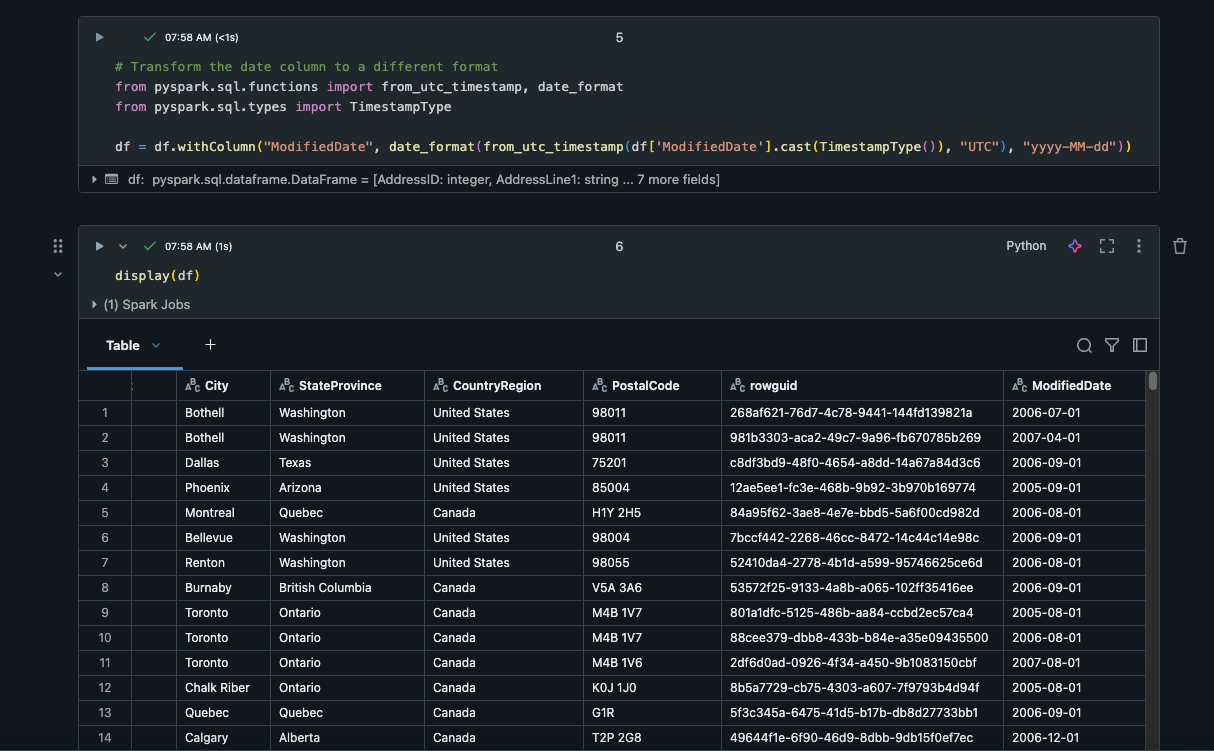 07:58 AM (<1s)
5
# Transform the date column to a different format
from pyspark.sql.functions import from_utc_timestamp, date_format
from pyspark.sql.types import TimestampType
df = df.withColumn("ModifiedDate", date_format(from_utc_timestamp(df['ModifiedDate'].cast(TimestampType()), "UTC"), "yyyy-MM-dd"))
df: pyspark.sql.dataframe.DataFrame = [AddressID: integer, AddressLine1: string ... 7 more fields]
07:58 AM (1s)
6
Python
display(df)
(1) Spark Jobs
Table
+
ABC City ABC StateProvince ABC CountryRegion ABC PostalCode ABC rowguid ABC ModifiedDate
1 Bothell Washington United States 98011 268af621-76d7-4c78-9441-144fd139821a 2006-07-01
2 Bothell Washington United States 98011 981b3303-aca2-49c7-9a96-fb670785b269 2007-04-01
3 Dallas Texas United States 75201 c8df3bd9-48f0-4654-a8dd-14a67a84d3c6 2006-09-01
4 Phoenix Arizona United States 85004 12ae5ee1-fc3e-468b-9b92-3b970b169774 2005-09-01
5 Montreal Quebec Canada H1Y 2H5 84a95f62-3ae8-4e7e-bbd5-5a6f00cd982d 2006-08-01
6 Bellevue Washington United States 98004 7bccf442-2268-46cc-8472-14c44c14e98c 2006-09-01
7 Renton Washington United States 98055 52410da4-2778-4b1d-a599-95746625ce6d 2006-08-01
8 Burnaby British Columbia Canada V5A 3A6 53572f25-9133-4a8b-a065-102ff35416ee 2006-09-01
9 Toronto Ontario Canada M4B 1V7 801a1dfc-5125-486b-aa84-ccbd2ec57ca4 2005-08-01
10 Toronto Ontario Canada M4B 1V7 88cee379-dbb8-433b-b84e-a35e09435500 2006-08-01
11 Toronto Ontario Canada M4B 1V6 2df6d0ad-0926-4f34-a450-9b1083150cbf 2007-08-01
12 Chalk Riber Ontario Canada K0J 1J0 8b5a7729-cb75-4303-a607-7f9793b4d94f 2005-08-01
13 Quebec Quebec Canada G1R 5f3c345a-6475-41d5-b17b-db8d27733bb1 2006-09-01
14 Calgary Alberta Canada T2P 2G8 49644f1e-6f90-46d9-8dbb-9db15f0ef7ec 2006-12-01